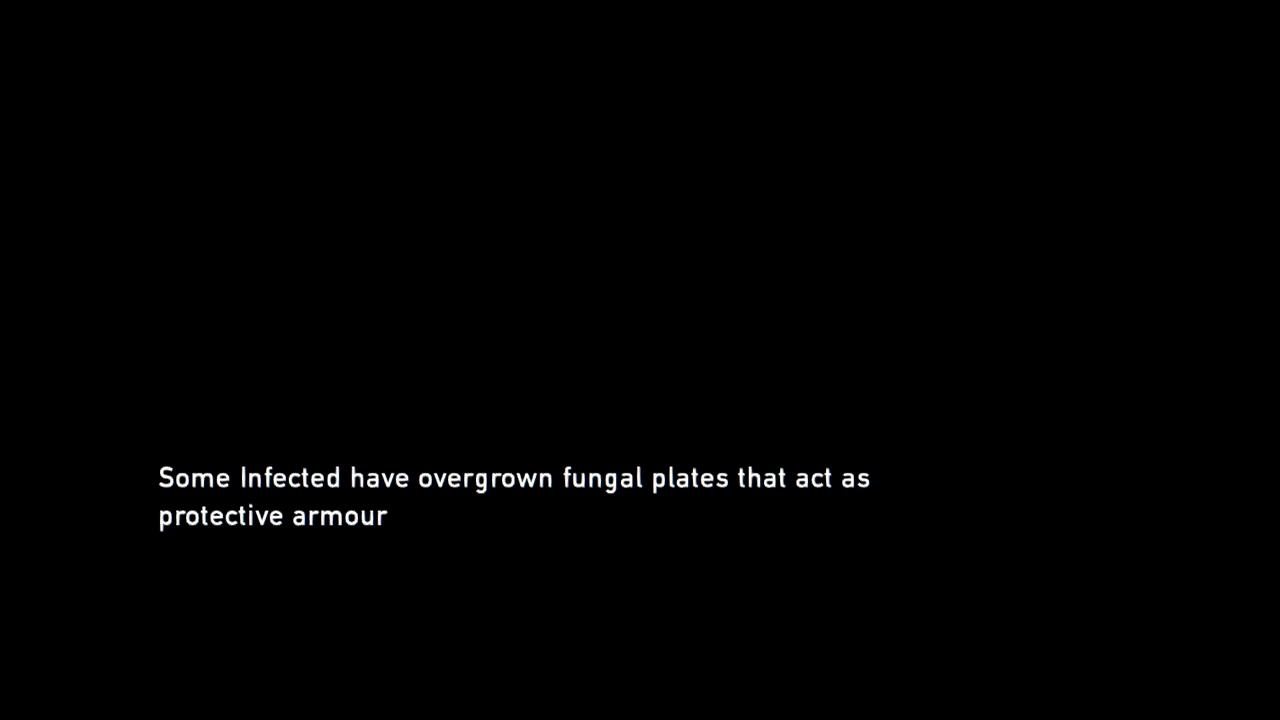 Some Infected have overgrown fungal plates that act as
protective armour